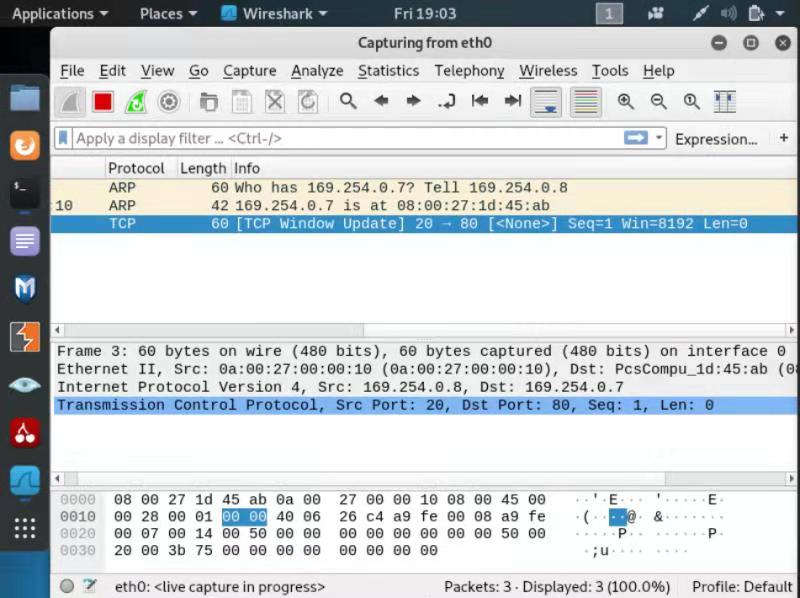 Applications Places Wireshark Fri 19:03 1
Capturing from eth0
File Edit View Go Capture Analyze Statistics Telephony Wireless Tools Help
Apply a display filter ... <Ctrl-/> Expression... +
Protocol Length Info
ARP 60 Who has 169.254.0.7? Tell 169.254.0.8
:10 ARP 42 169.254.0.7 is at 08:00:27:1d:45:ab
TCP 60 [TCP Window Update] 20 → 80 [<None>] Seq=1 Win=8192 Len=0
Frame 3: 60 bytes on wire (480 bits), 60 bytes captured (480 bits) on interface 0
Ethernet II, Src: 0a:00:27:00:00:10 (0a:00:27:00:00:10), Dst: PcsCompu_1d:45:ab (08
Internet Protocol Version 4, Src: 169.254.0.8, Dst: 169.254.0.7
Transmission Control Protocol, Src Port: 20, Dst Port: 80, Seq: 1, Len: 0
0000 08 00 27 1d 45 ab 0a 00 27 00 00 10 08 00 45 00 ··'·E··· '·····E·
0010 00 28 00 01 00 00 40 06 26 c4 a9 fe 00 08 a9 fe ·(····@· &·······
0020 00 07 00 14 00 50 00 00 00 00 00 00 00 00 50 00 ·····P·· ······P·
0030 20 00 3b 75 00 00 00 00 00 00 00 00 ·;u····· ····
eth0: <live capture in progress> Packets: 3 · Displayed: 3 (100.0%) Profile: Default